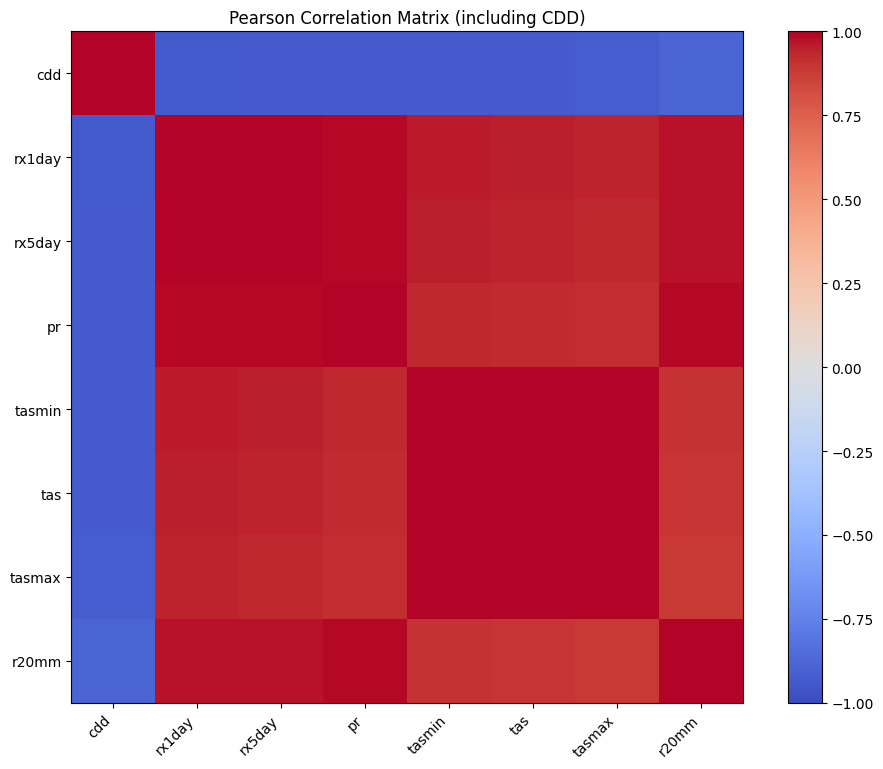 Pearson Correlation Matrix (including CDD)
cdd
rx1day
rx5day
pr
tasmin
tas
tasmax
r20mm
cdd
rx1day
rx5day
pr
tasmin
tas
tasmax
r20mm
1.00
0.75
0.50
0.25
0.00
−0.25
−0.50
−0.75
−1.00